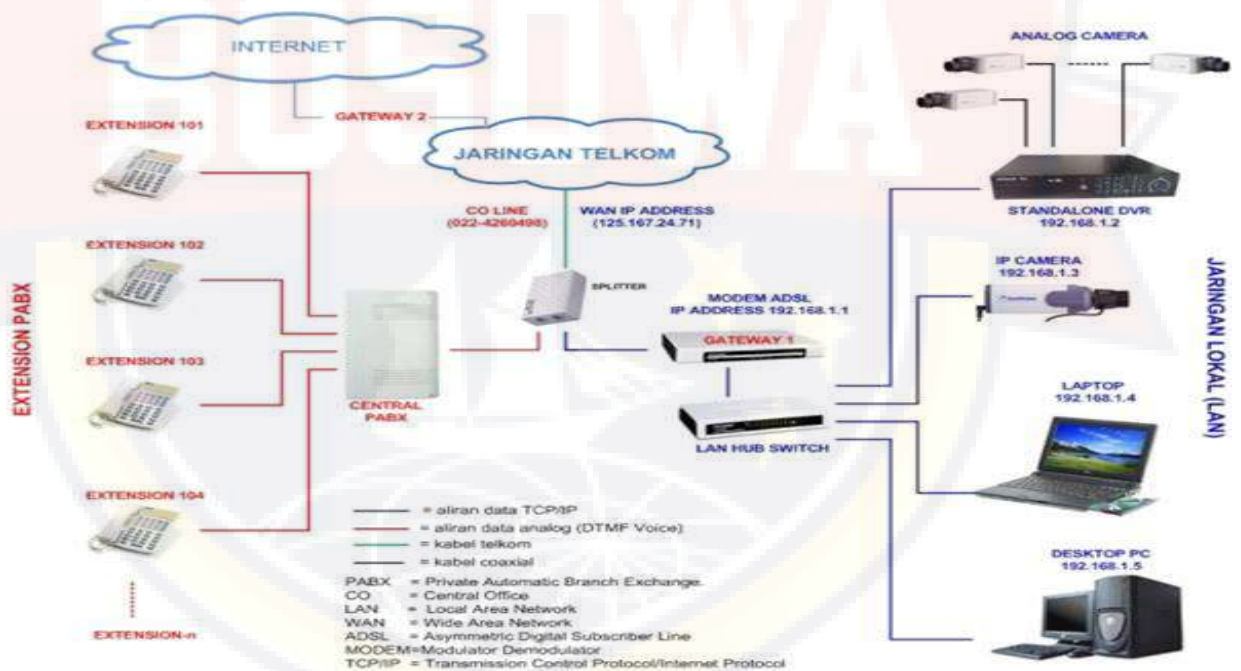 BOSOWA
INTERNET
GATEWAY 2
JARINGAN TELKOM
ANALOG CAMERA
EXTENSION 101
CO LINE
(022-4260498)
WAN IP ADDRESS
(125.167.24.71)
STANDALONE DVR
192.168.1.2
EXTENSION 102
SPLITTER
IP CAMERA
192.168.1.3
MODEM ADSL
IP ADDRESS 192.168.1.1
GATEWAY 1
EXTENSION PABX
JARINGAN LOKAL (LAN)
EXTENSION 103
CENTRAL
PABX
LAN HUB SWITCH
LAPTOP
192.168.1.4
EXTENSION 104
EXTENSION-n
DESKTOP PC
192.168.1.5
= aliran data TCP/IP
= aliran data analog (DTMF Voice)
= kabel telkom
= kabel coaxial
PABX = Private Automatic Branch Exchange.
CO = Central Office
LAN = Local Area Network
WAN = Wide Area Network
ADSL = Asymmetric Digital Subscriber Line
MODEM=Modulator Demodulator
TCP/IP = Transmission Control Protocol/Internet Protocol